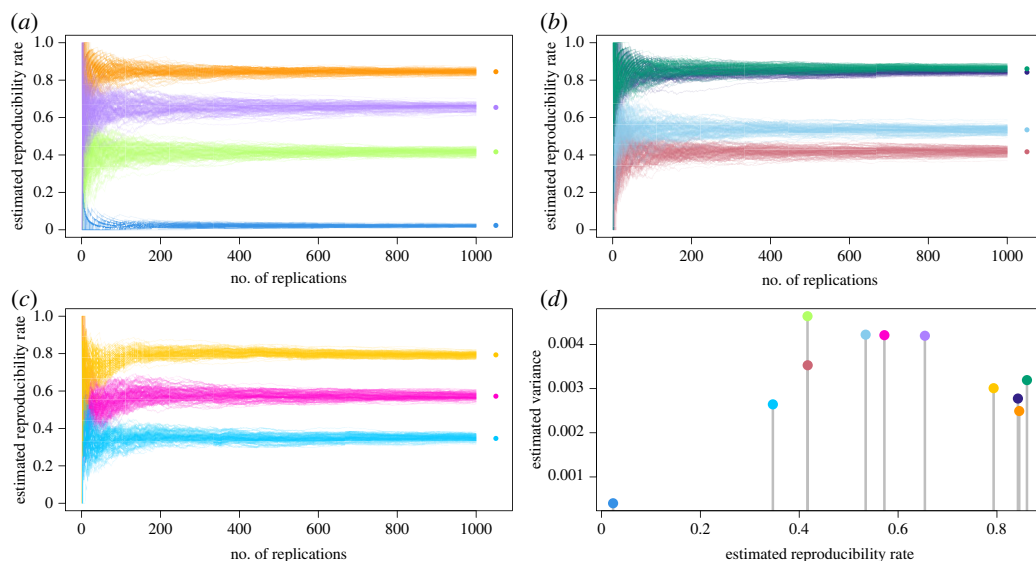 (a)
estimated reproducibility rate
1.0
0.8
0.6
0.4
0.2
0
0 200 400 600 800 1000
no. of replications
(b)
estimated reproducibility rate
1.0
0.8
0.6
0.4
0.2
0
0 200 400 600 800 1000
no. of replications
(c)
estimated reproducibility rate
1.0
0.8
0.6
0.4
0.2
0
0 200 400 600 800 1000
no. of replications
(d)
estimated variance
0.004
0.003
0.002
0.001
0 0.2 0.4 0.6 0.8
estimated reproducibility rate